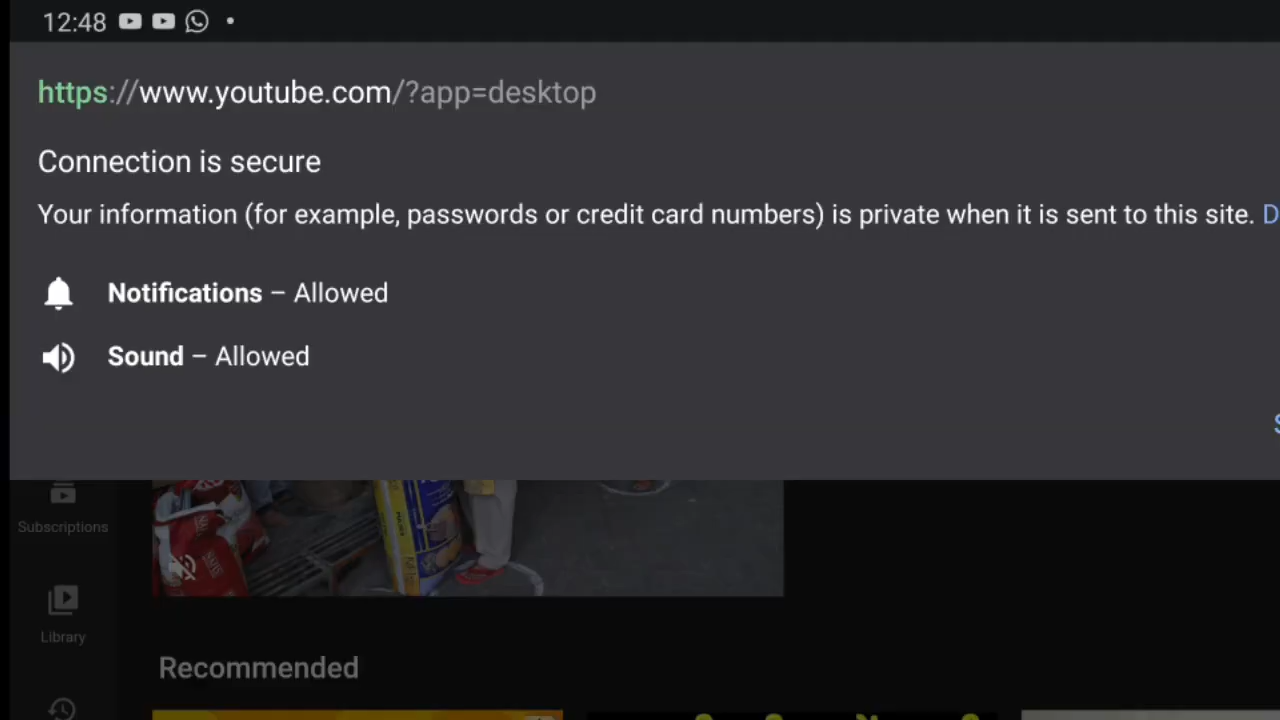 12:48
https://www.youtube.com/?app=desktop
Connection is secure
Your information (for example, passwords or credit card numbers) is private when it is sent to this site.
Notifications – Allowed
Sound – Allowed
Subscriptions
Library
Recommended